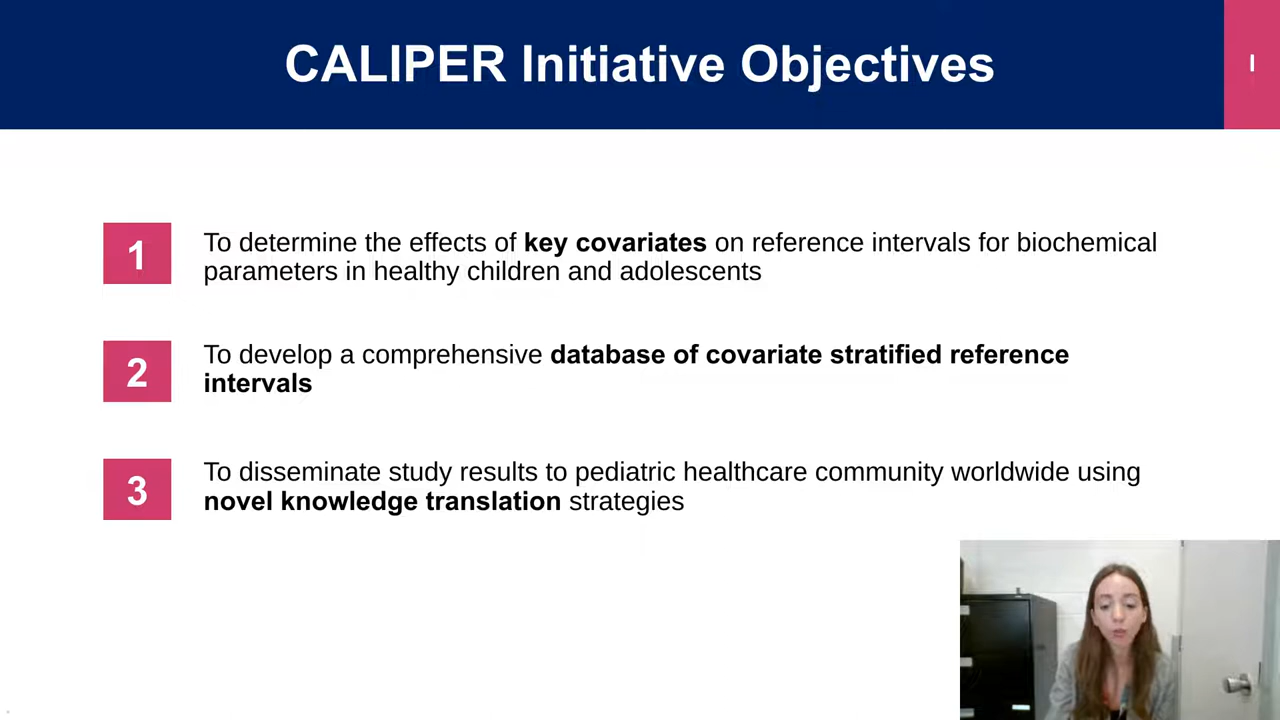 CALIPER Initiative Objectives
I
1
To determine the effects of key covariates on reference intervals for biochemical
parameters in healthy children and adolescents
2
To develop a comprehensive database of covariate stratified reference
intervals
3
To disseminate study results to pediatric healthcare community worldwide using
novel knowledge translation strategies